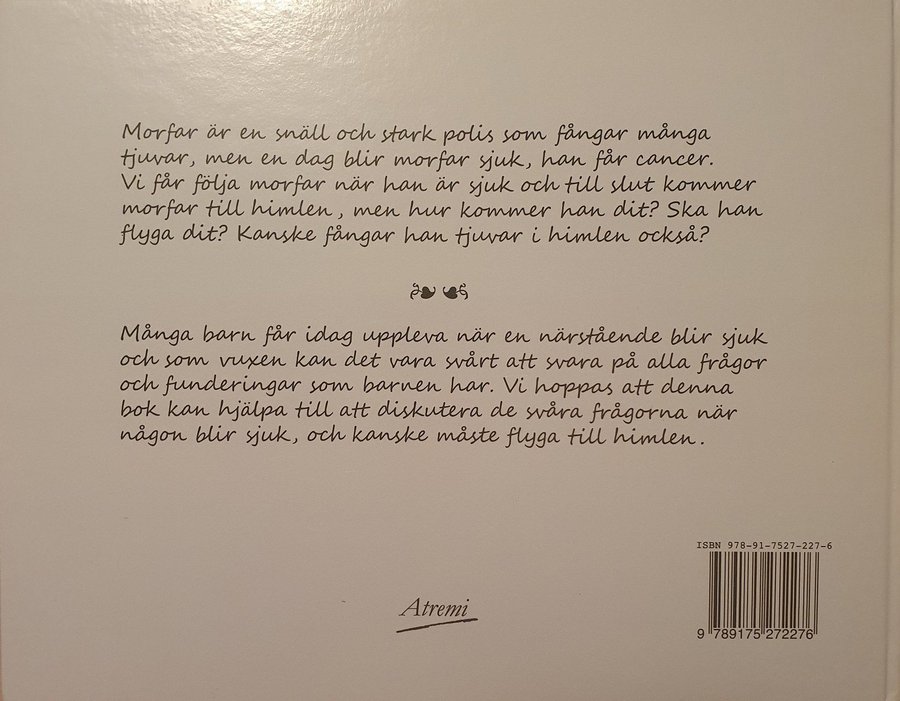 Morfar är en snäll och stark polis som fångar många
tjuvar, men en dag blir morfar sjuk, han får cancer.
Vi får följa morfar när han är sjuk och till slut kommer
morfar till himlen, men hur kommer han dit? Ska han
flyga dit? Kanske fångar han tjuvar i himlen också?
Många barn får idag uppleva när en närstående blir sjuk
och som vuxen kan det vara svårt att svara på alla frågor
och funderingar som barnen har. Vi hoppas att denna
bok kan hjälpa till att diskutera de svåra frågorna när
någon blir sjuk, och kanske måste flyga till himlen.
ISBN 978-91-7527-227-6
Atremi
9 789175 272276